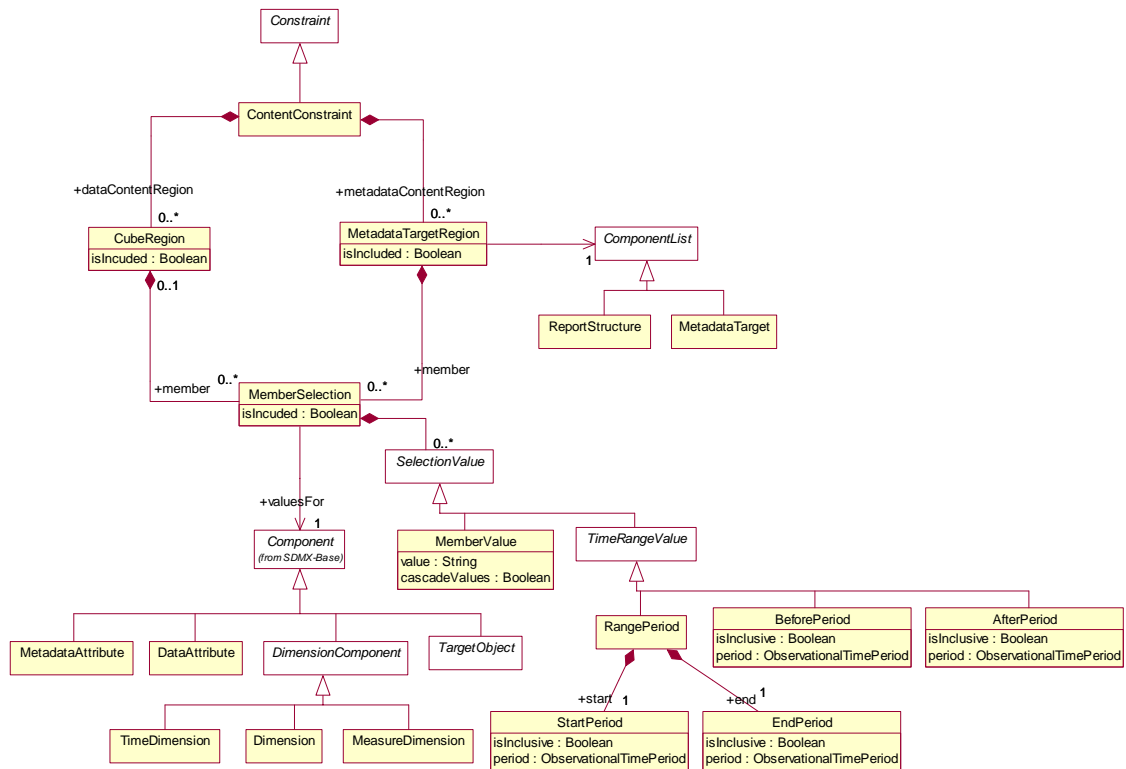 Constraint
ContentConstraint
+dataContentRegion
+metadataContentRegion
0..*
0..*
CubeRegion
isIncuded : Boolean
MetadataTargetRegion
isIncluded : Boolean
ComponentList
1
0..1
ReportStructure
MetadataTarget
+member
0..*
+member
0..*
MemberSelection
isIncuded : Boolean
0..*
SelectionValue
+valuesFor
1
Component
(from SDMX-Base)
MemberValue
value : String
cascadeValues : Boolean
TimeRangeValue
RangePeriod
BeforePeriod
isInclusive : Boolean
period : ObservationalTimePeriod
AfterPeriod
isInclusive : Boolean
period : ObservationalTimePeriod
MetadataAttribute
DataAttribute
DimensionComponent
TargetObject
+start
1
+end
1
TimeDimension
Dimension
MeasureDimension
StartPeriod
isInclusive : Boolean
period : ObservationalTimePeriod
EndPeriod
isInclusive : Boolean
period : ObservationalTimePeriod